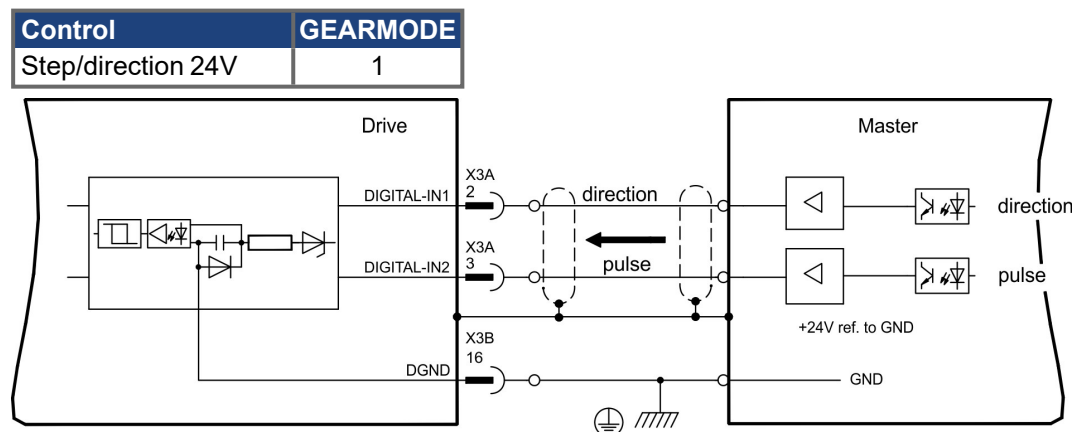 Control GEARMODE
Step/direction 24V 1
Drive
Master
DIGITAL-IN1
X3A
2
direction
direction
DIGITAL-IN2
X3A
3
pulse
pulse
+24V ref. to GND
X3B
16
DGND
GND